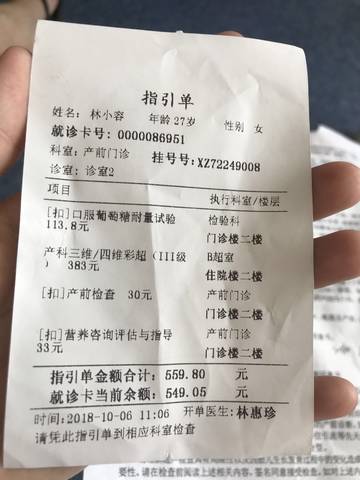 指引单
姓名: 林小容 年龄 27岁 性别 女
就诊卡号: 0000086951
科室: 产前门诊 挂号号: XZ72249008
诊室: 诊室2
项目 执行科室/楼层
[扣]口服葡萄糖耐量试验 检验科
113.8元 门诊楼二楼
产科三维/四维彩超(III级 B超室
) 383元 住院楼二楼
[扣]产前检查 30元 产前门诊
门诊楼二楼
[扣]营养咨询评估与指导 产前门诊
33元 门诊楼二楼
指引单金额合计: 559.80 元
就诊卡当前余额: 549.05 元
时间: 2018-10-06 11:06 开单医生: 林惠珍
请凭此指引单到相应科室检查